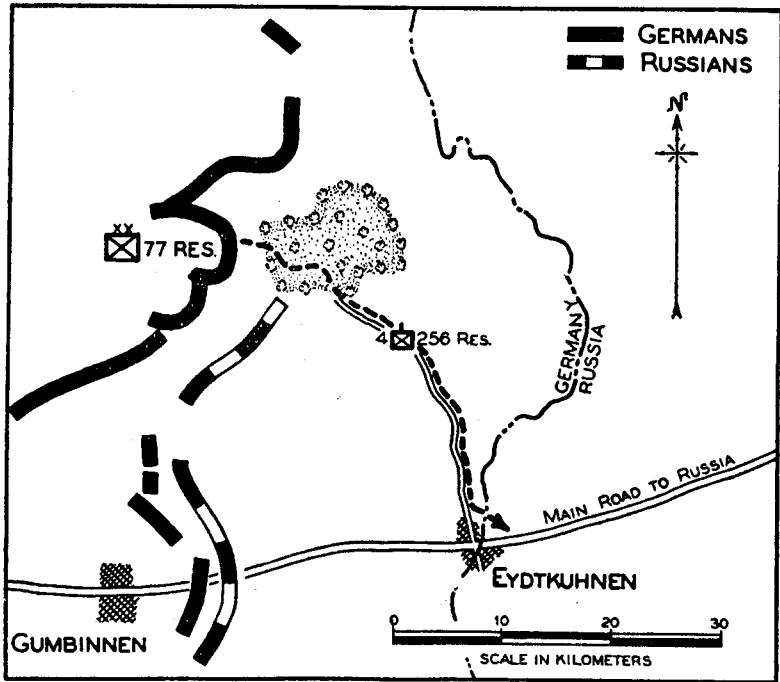 GERMANS
RUSSIANS
N
XX
77 RES.
4 256 RES.
GERMANY
RUSSIA
MAIN ROAD TO RUSSIA
EYDTKUHNEN
GUMBINNEN
0 10 20 30
SCALE IN KILOMETERS